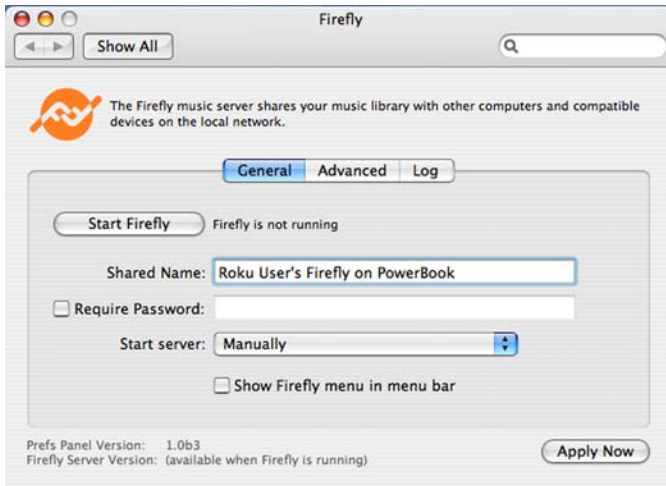 Firefly
Show All
The Firefly music server shares your music library with other computers and compatible
devices on the local network.
General Advanced Log
Start Firefly Firefly is not running
Shared Name: Roku User's Firefly on PowerBook
Require Password:
Start server: Manually
Show Firefly menu in menu bar
Prefs Panel Version: 1.0b3
Firefly Server Version: (available when Firefly is running)
Apply Now